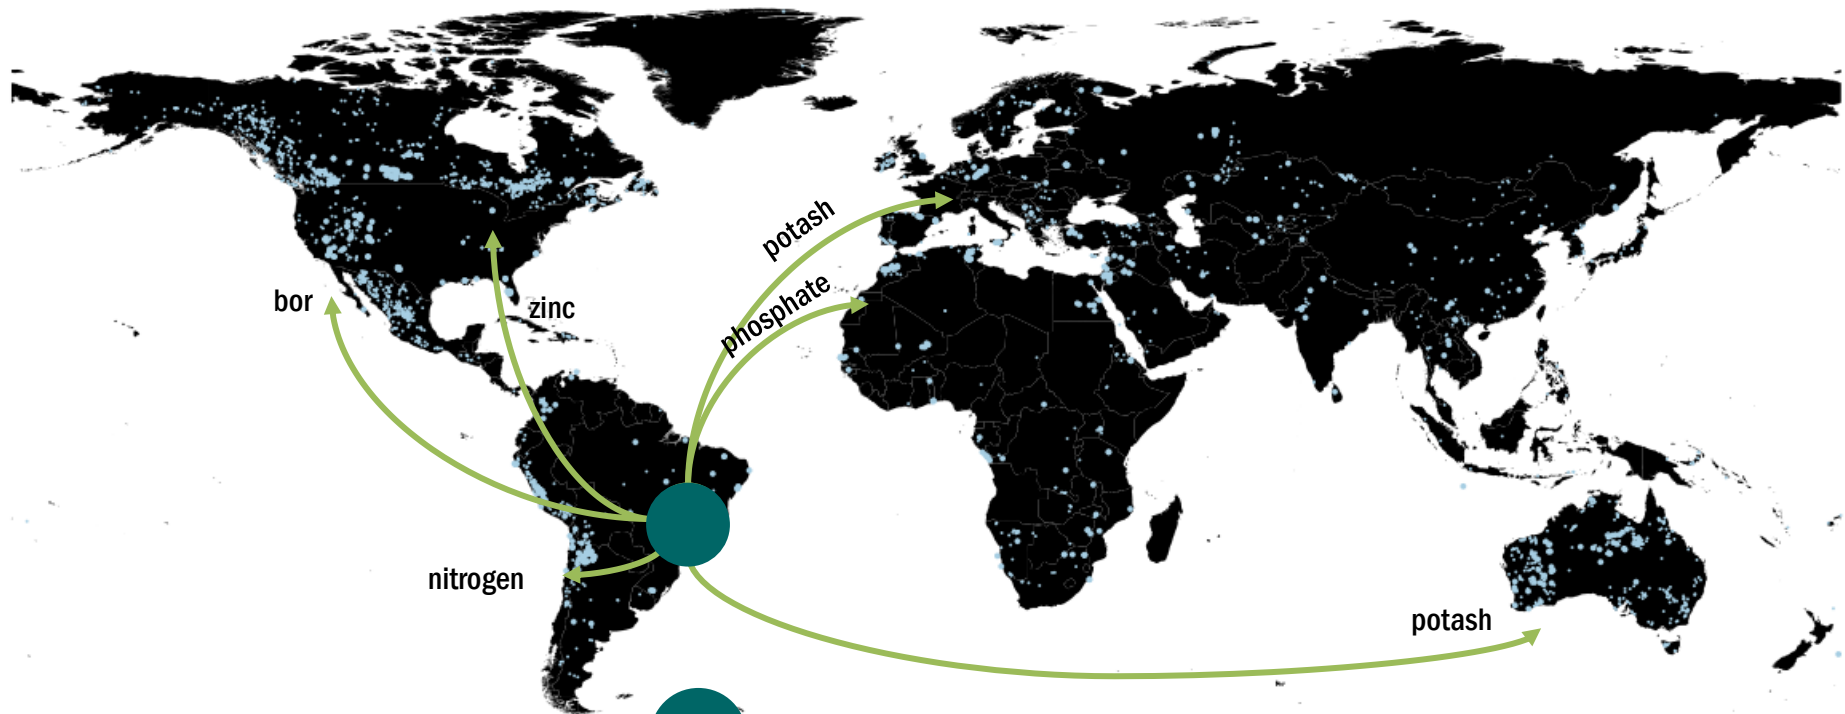 potash
phosphate
bor
zinc
nitrogen
potash